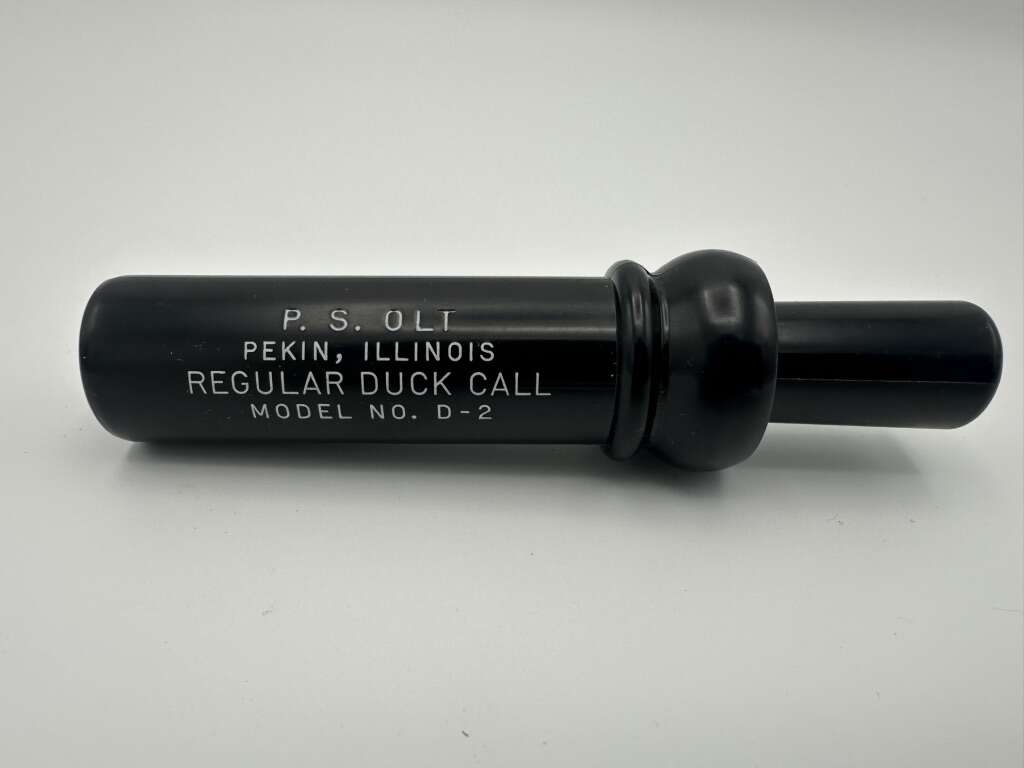 P. S. OLT
PEKIN, ILLINOIS
REGULAR DUCK CALL
MODEL NO. D-2